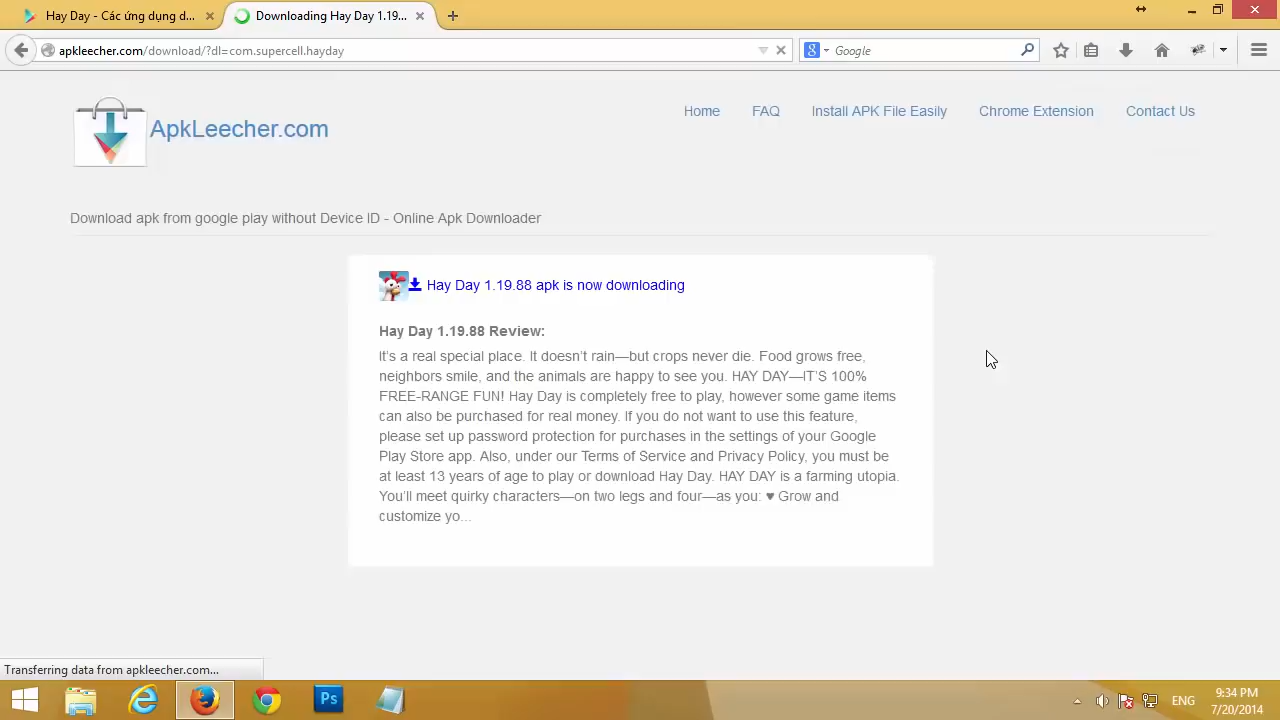 Hay Day - Các ứng dụng d...
Downloading Hay Day 1.19...
apkleecher.com/download/?dl=com.supercell.hayday
Google
ApkLeecher.com
Home
FAQ
Install APK File Easily
Chrome Extension
Contact Us
Download apk from google play without Device ID - Online Apk Downloader
Hay Day 1.19.88 apk is now downloading
Hay Day 1.19.88 Review:
It's a real special place. It doesn't rain—but crops never die. Food grows free,
neighbors smile, and the animals are happy to see you. HAY DAY—IT'S 100%
FREE-RANGE FUN! Hay Day is completely free to play, however some game items
can also be purchased for real money. If you do not want to use this feature,
please set up password protection for purchases in the settings of your Google
Play Store app. Also, under our Terms of Service and Privacy Policy, you must be
at least 13 years of age to play or download Hay Day. HAY DAY is a farming utopia.
You'll meet quirky characters—on two legs and four—as you: ♥ Grow and
customize yo...
Transferring data from apkleecher.com...
Ps
ENG
9:34 PM
7/20/2014